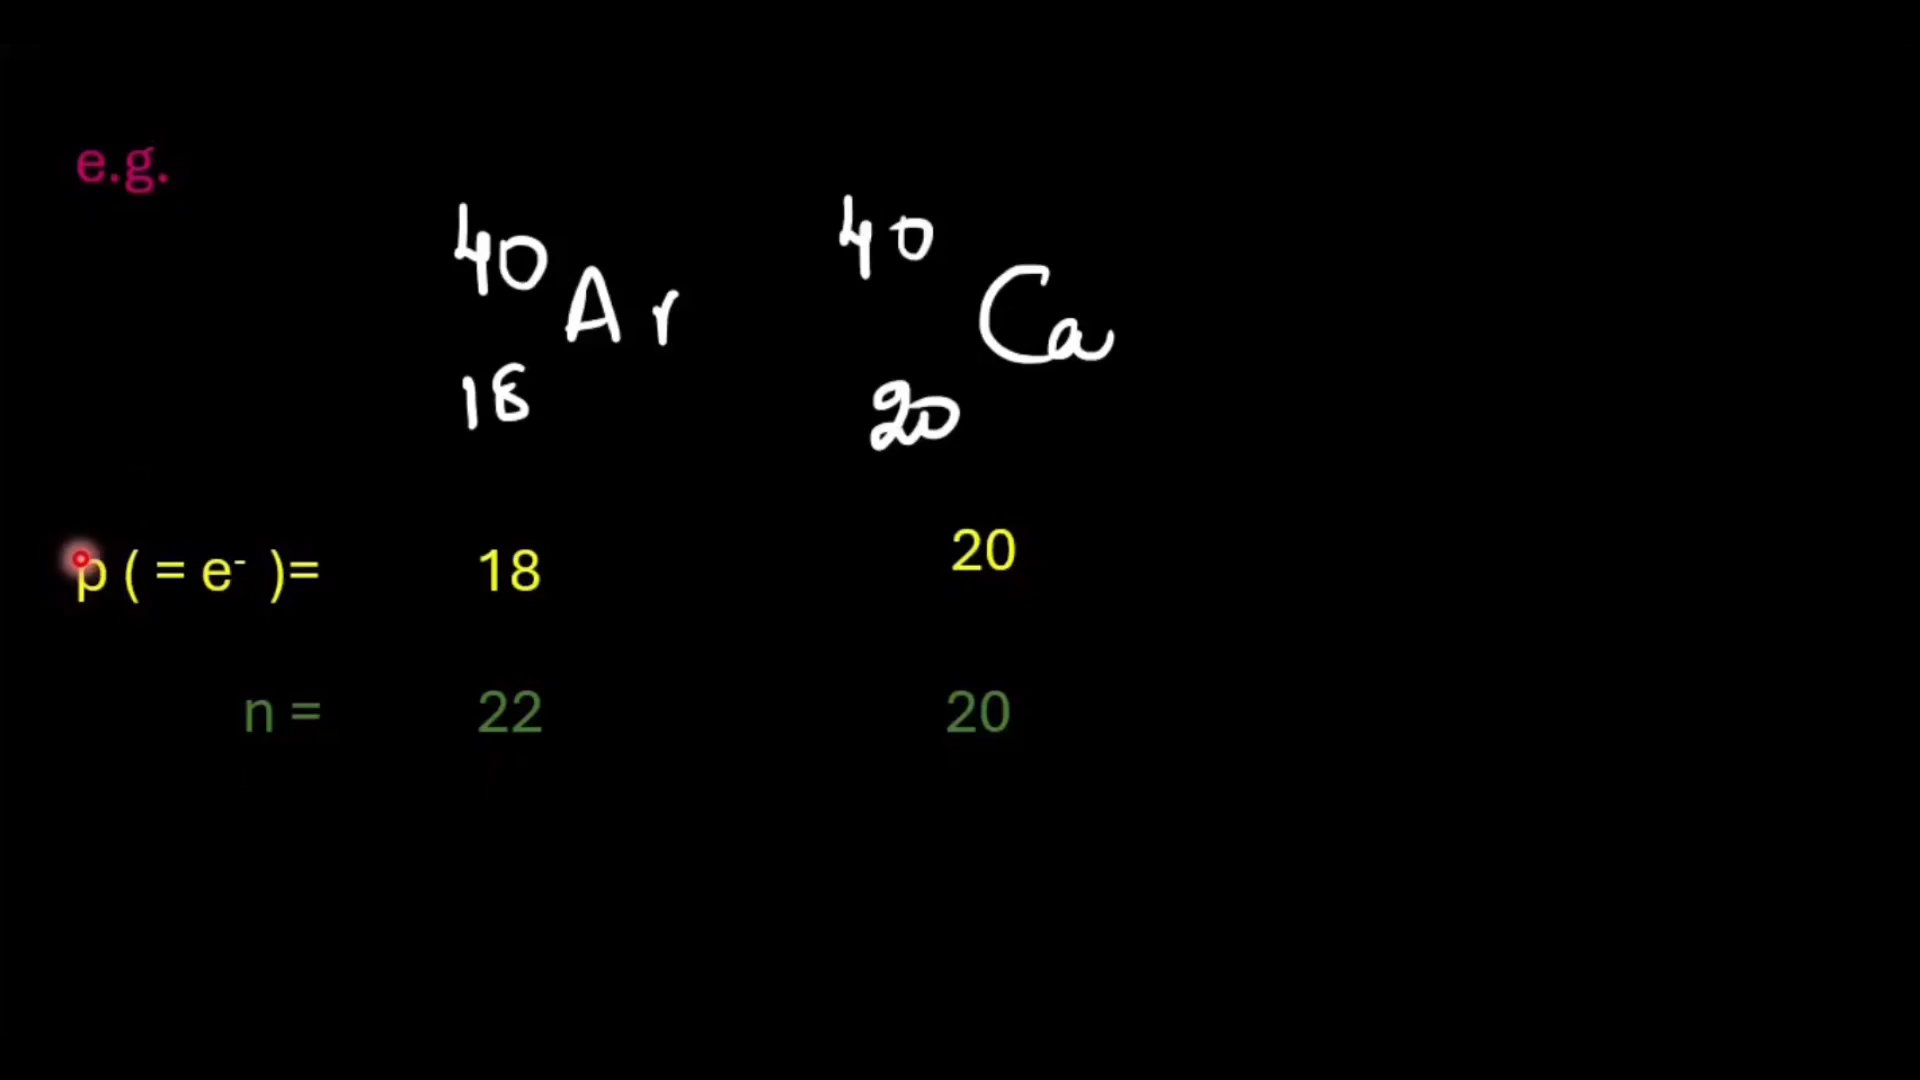 e.g.
40 Ar 18
40 Ca 20
p ( = e⁻ )= 18 20
n = 22 20